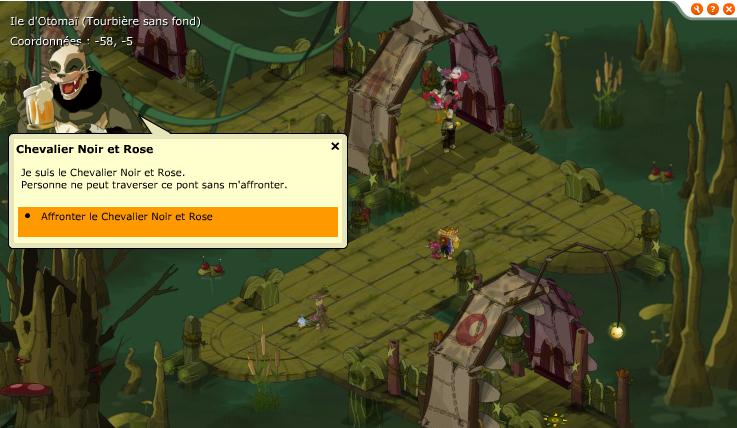 Ile d'Otomaï (Tourbière sans fond)
Coordonnées : -58, -5
Chevalier Noir et Rose
Je suis le Chevalier Noir et Rose.
Personne ne peut traverser ce pont sans m'affronter.
Affronter le Chevalier Noir et Rose